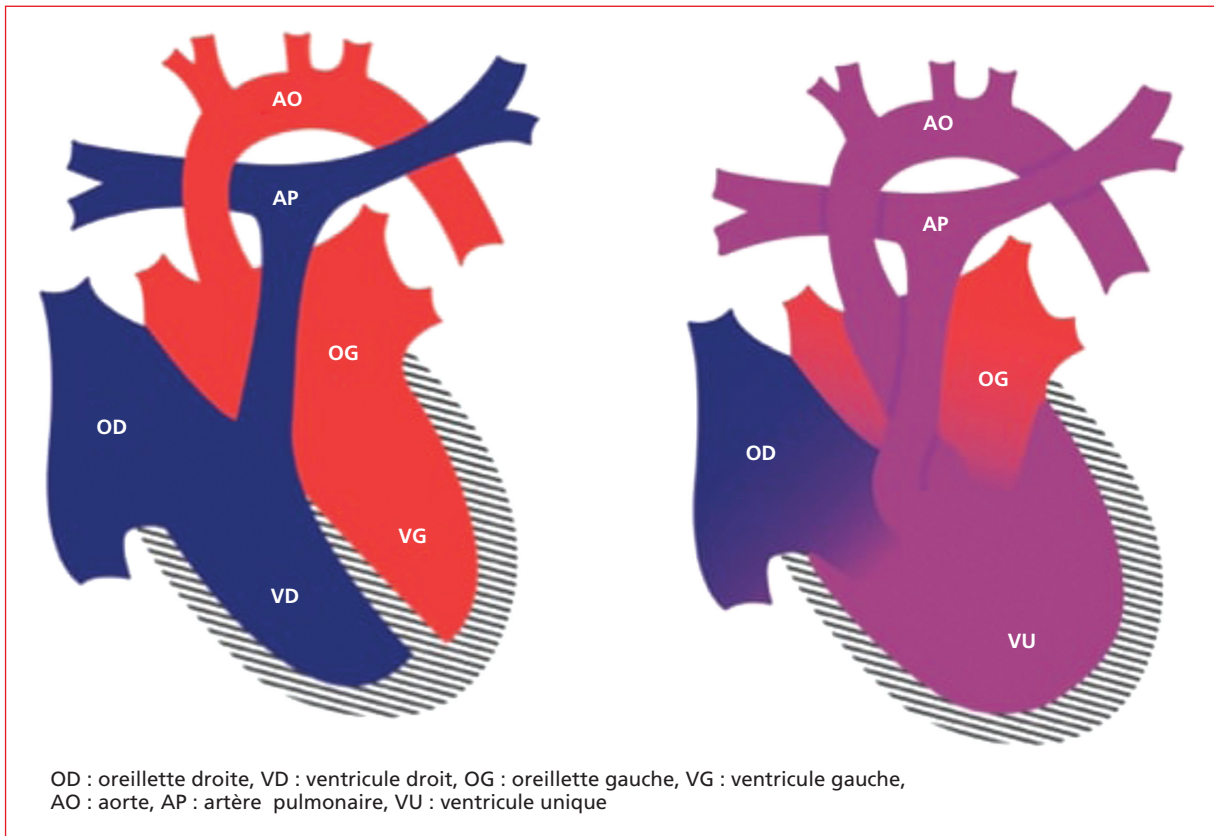 AO
AP
OG
OD
VG
VD
AO
AP
OG
OD
VU
OD : oreillette droite, VD : ventricule droit, OG : oreillette gauche, VG : ventricule gauche,
AO : aorte, AP : artère pulmonaire, VU : ventricule unique